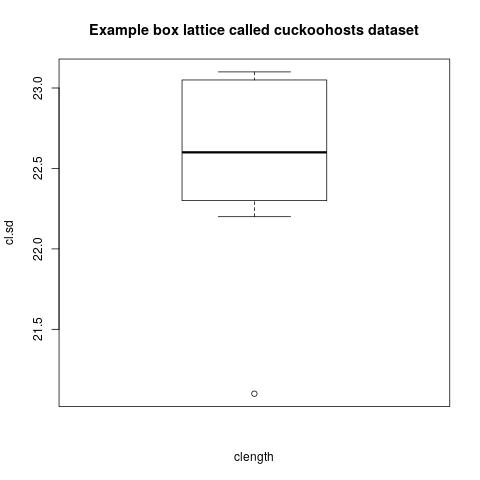 Example box lattice called cuckoohosts dataset
23.0
22.5
22.0
21.5
cl.sd
clength